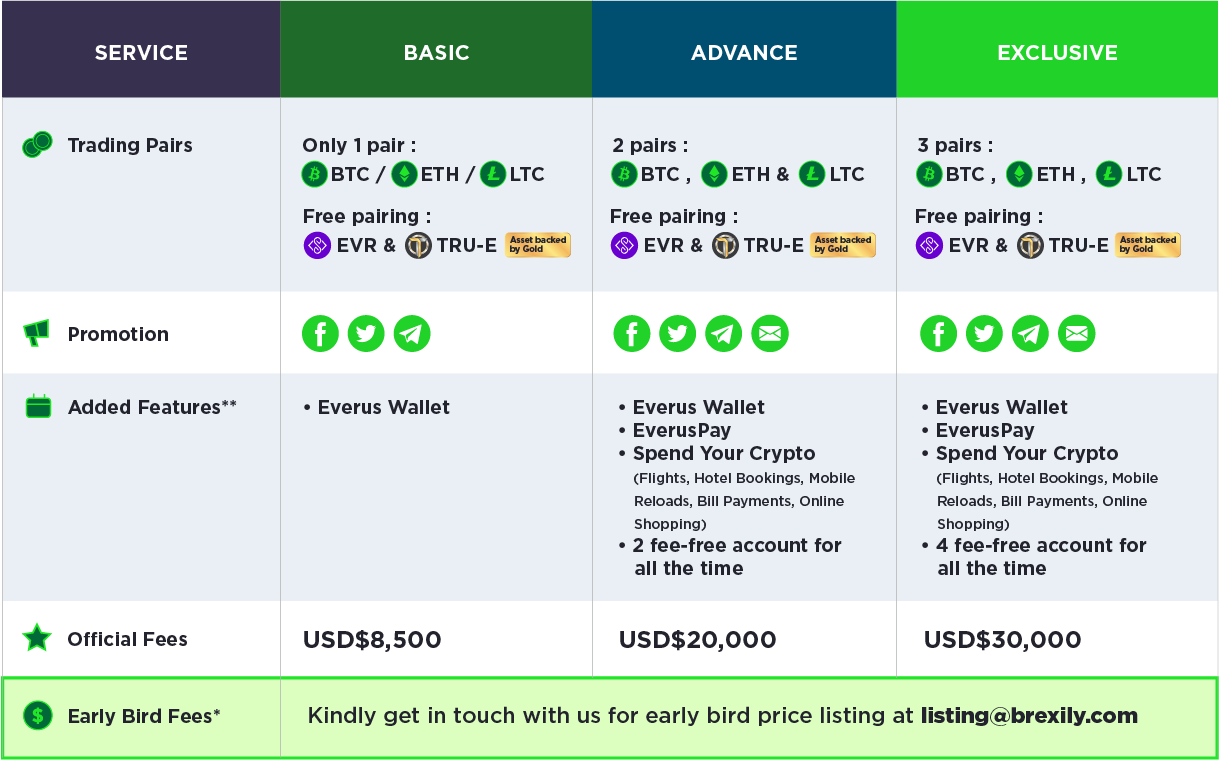 SERVICE
BASIC
ADVANCE
EXCLUSIVE
Trading Pairs
Only 1 pair :
BTC / ETH / LTC
Free pairing :
EVR & TRU-E
Asset backed
by Gold
2 pairs :
BTC , ETH & LTC
Free pairing :
EVR & TRU-E
Asset backed
by Gold
3 pairs :
BTC , ETH , LTC
Free pairing :
EVR & TRU-E
Asset backed
by Gold
Promotion
Added Features**
• Everus Wallet
• Everus Wallet
• EverusPay
• Spend Your Crypto
(Flights, Hotel Bookings, Mobile
Reloads, Bill Payments, Online
Shopping)
• 2 fee-free account for
all the time
• Everus Wallet
• EverusPay
• Spend Your Crypto
(Flights, Hotel Bookings, Mobile
Reloads, Bill Payments, Online
Shopping)
• 4 fee-free account for
all the time
Official Fees
USD$8,500
USD$20,000
USD$30,000
Early Bird Fees*
Kindly get in touch with us for early bird price listing at listing@brexily.com